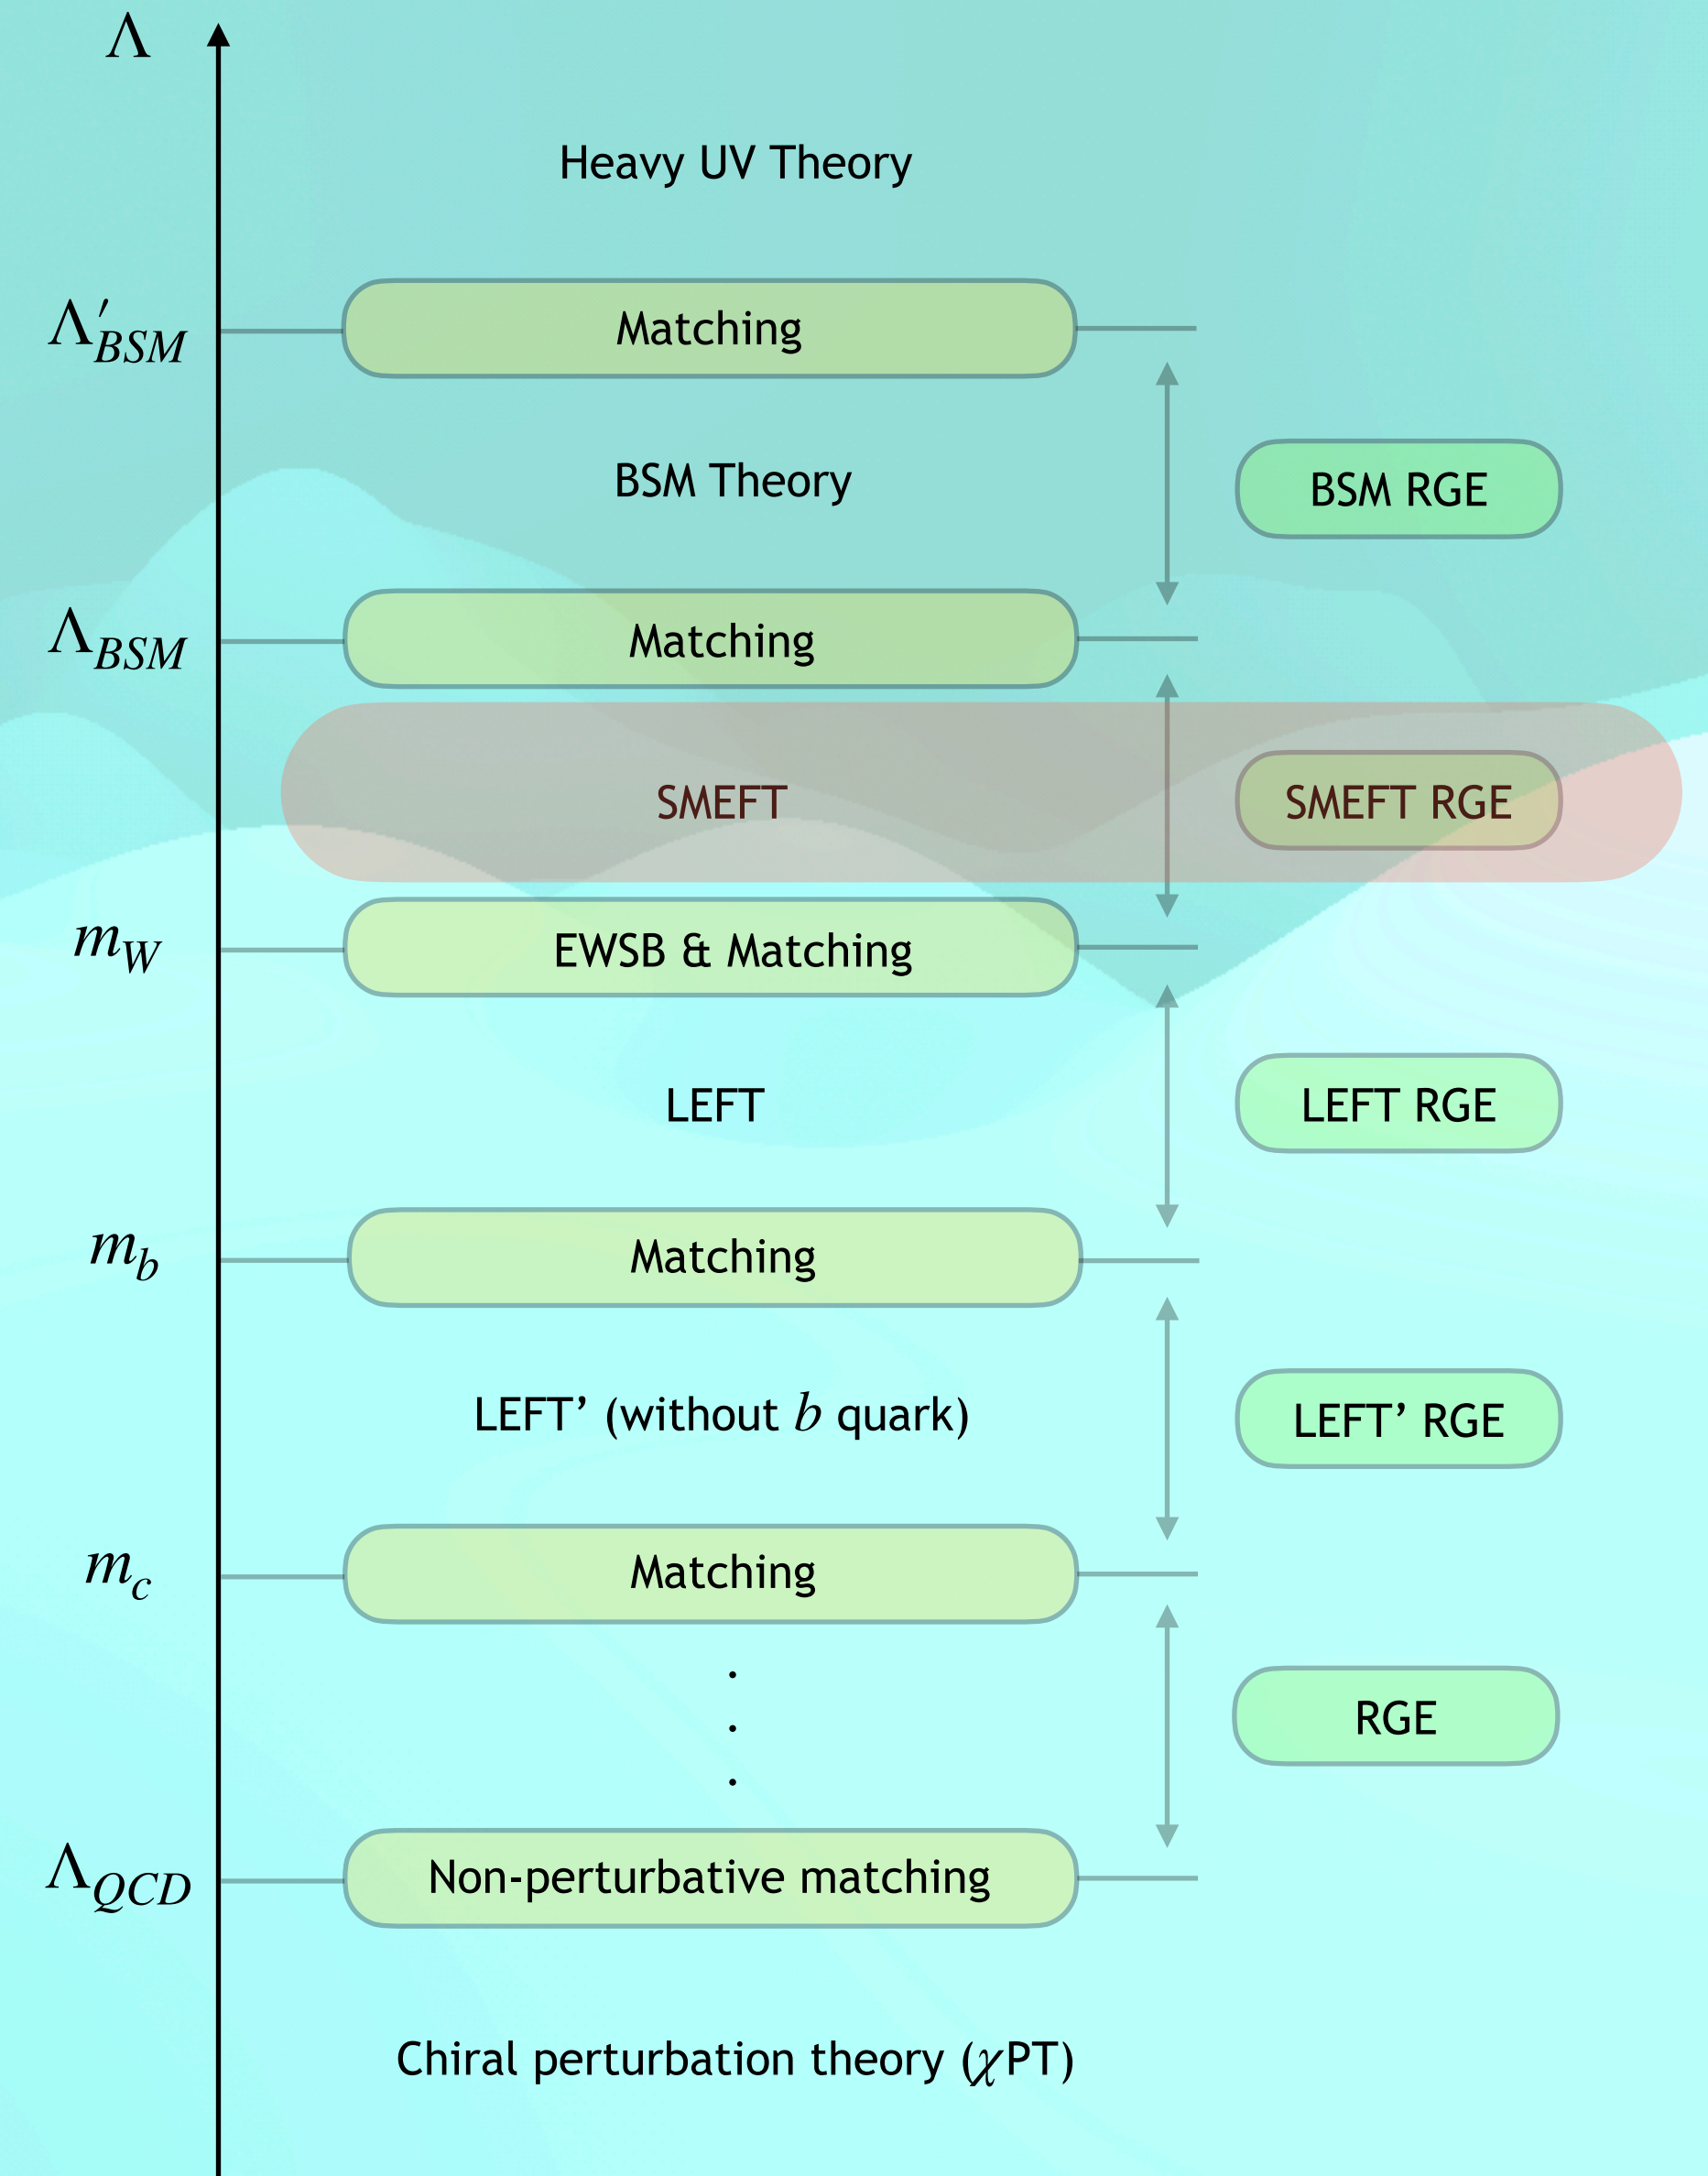 Λ
Heavy UV Theory
Λ′BSM
Matching
BSM Theory
BSM RGE
ΛBSM
Matching
SMEFT
SMEFT RGE
mW
EWSB & Matching
LEFT
LEFT RGE
mb
Matching
LEFT’ (without b quark)
LEFT’ RGE
mc
Matching
.
.
.
RGE
ΛQCD
Non-perturbative matching
Chiral perturbation theory (χPT)